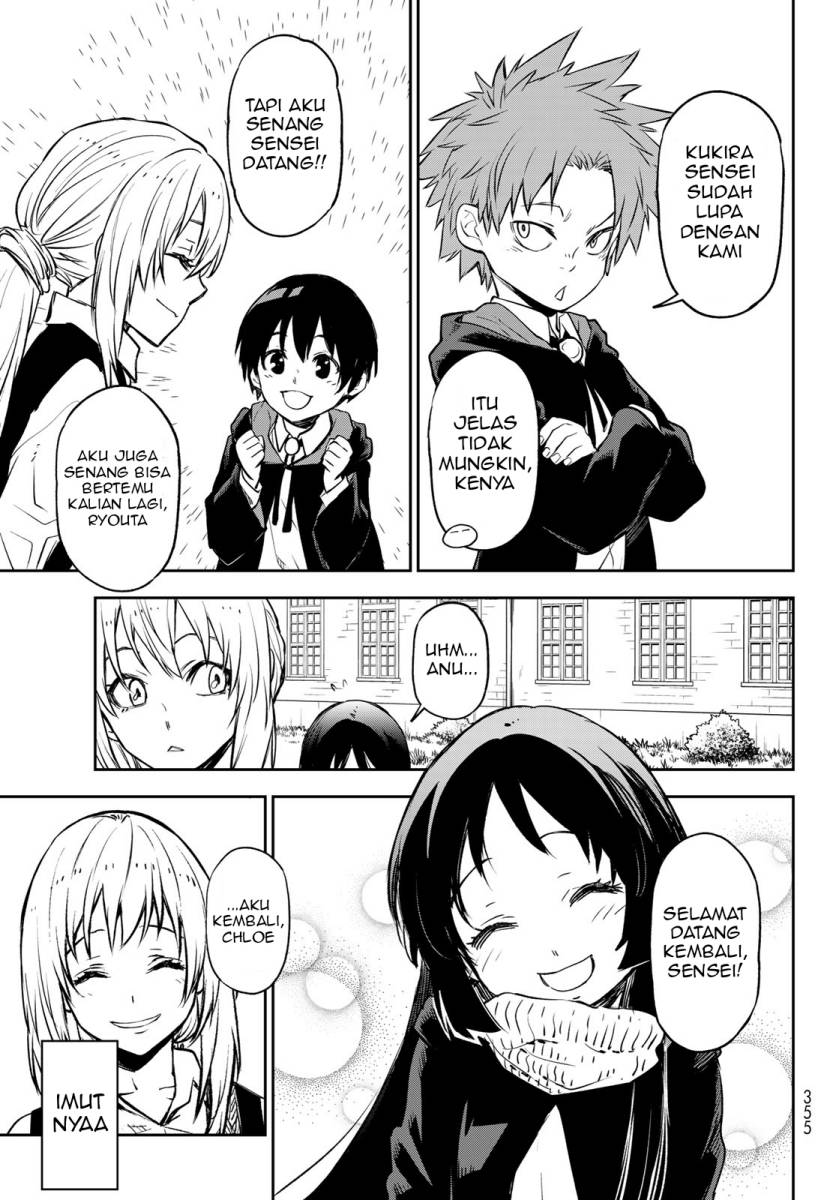 KUKIRA
SENSEI
SUDAH
LUPA
DENGAN
KAMI
ITU
JELAS
TIDAK
MUNGKIN,
KENYA
TAPI AKU
SENANG
SENSEI
DATANG!!
AKU JUGA
SENANG BISA
BERTEMU
KALIAN LAGI,
RYOUTA
UHM...
ANU...
SELAMAT
DATANG
KEMBALI,
SENSEI!
...AKU
KEMBALI,
CHLOE
IMUT
NYAA
355